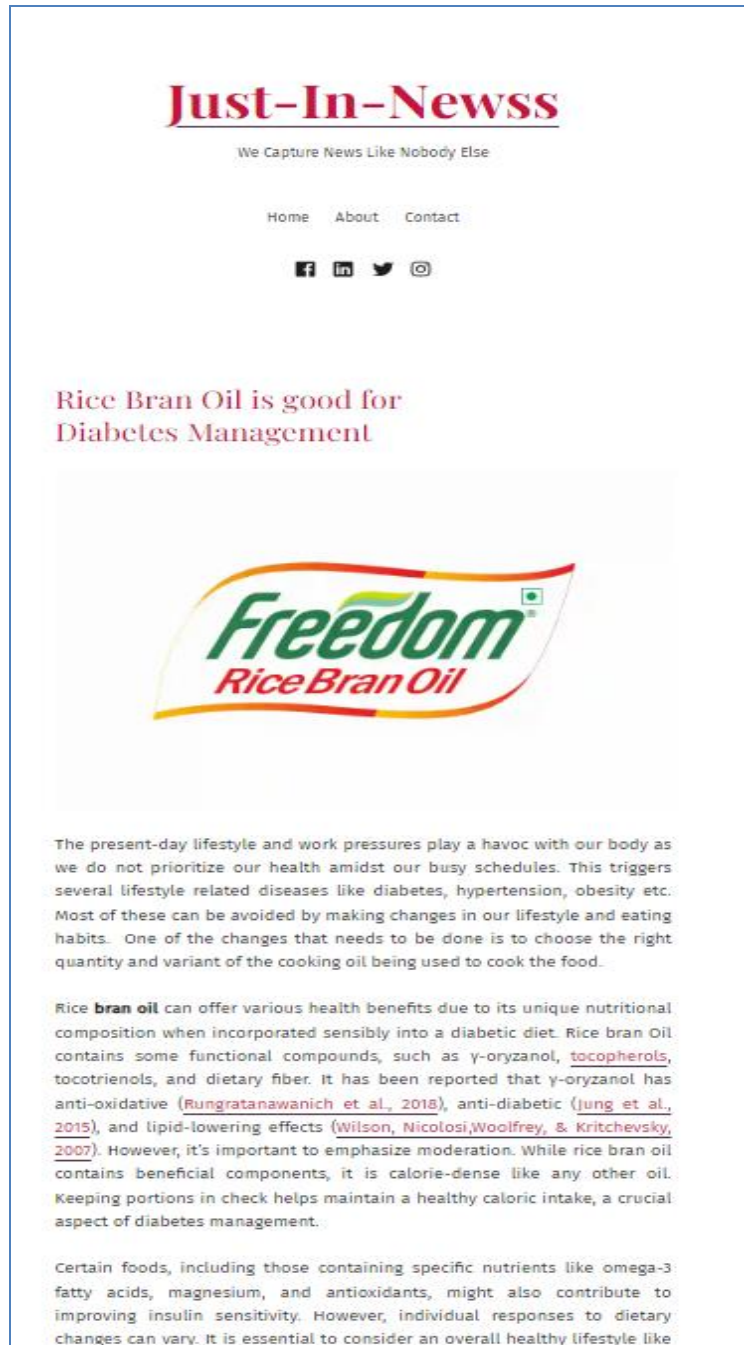 Just-In-Newss
We Capture News Like Nobody Else
Home About Contact
Rice Bran Oil is good for
Diabetes Management
Freedom®
Rice Bran Oil
The present-day lifestyle and work pressures play a havoc with our body as
we do not prioritize our health amidst our busy schedules. This triggers
several lifestyle related diseases like diabetes, hypertension, obesity etc.
Most of these can be avoided by making changes in our lifestyle and eating
habits. One of the changes that needs to be done is to choose the right
quantity and variant of the cooking oil being used to cook the food.
Rice bran oil can offer various health benefits due to its unique nutritional
composition when incorporated sensibly into a diabetic diet. Rice bran Oil
contains some functional compounds, such as γ-oryzanol, tocopherols,
tocotrienols, and dietary fiber. It has been reported that γ-oryzanol has
anti-oxidative (Rungratanawanich et al., 2018), anti-diabetic (Jung et al.,
2015), and lipid-lowering effects (Wilson, Nicolosi,Woolfrey, & Kritchevsky,
2007). However, it's important to emphasize moderation. While rice bran oil
contains beneficial components, it is calorie-dense like any other oil.
Keeping portions in check helps maintain a healthy caloric intake, a crucial
aspect of diabetes management.
Certain foods, including those containing specific nutrients like omega-3
fatty acids, magnesium, and antioxidants, might also contribute to
improving insulin sensitivity. However, individual responses to dietary
changes can vary. It is essential to consider an overall healthy lifestyle like